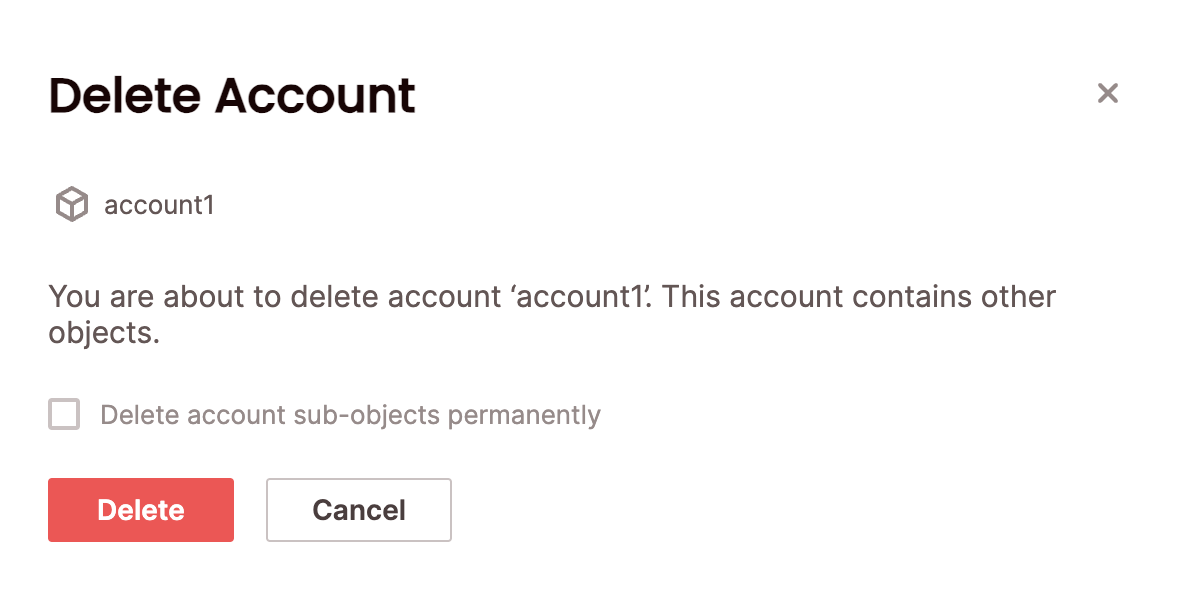 Delete Account
account1
You are about to delete account ‘account1’. This account contains other
objects.
Delete account sub-objects permanently
Delete
Cancel